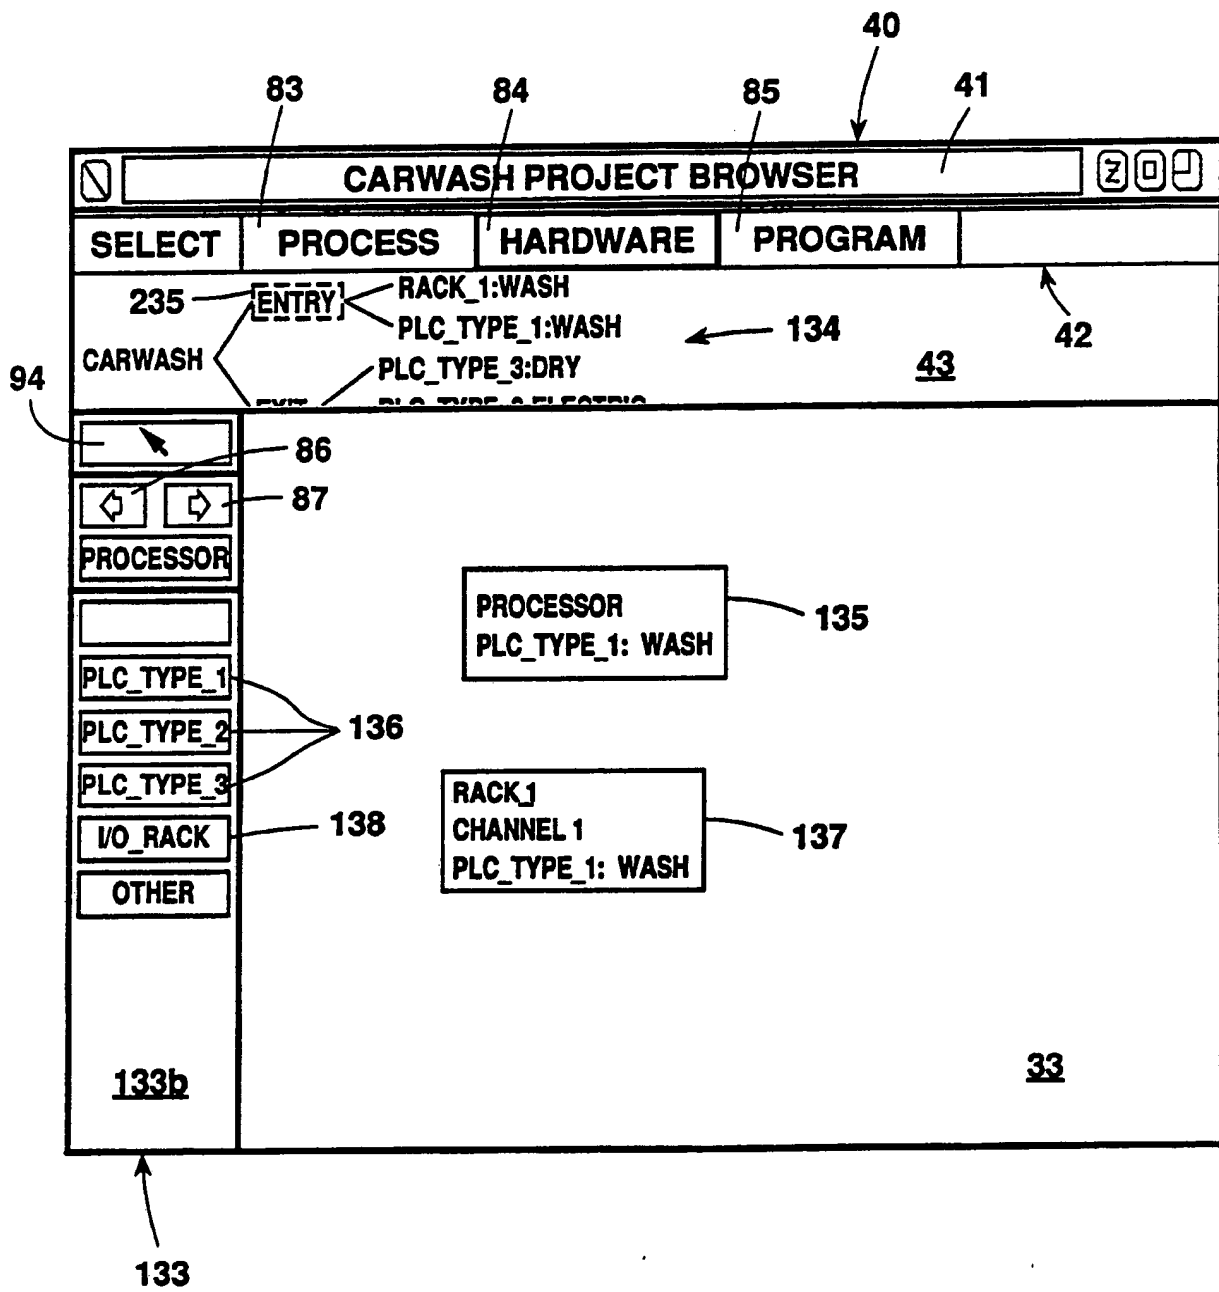 40
83
84
85
41
CARWASH PROJECT BROWSER
Z
SELECT
PROCESS
HARDWARE
PROGRAM
235
ENTRY
RACK_1:WASH
PLC_TYPE_1:WASH
134
42
CARWASH
PLC_TYPE_3:DRY
43
94
86
87
PROCESSOR
PROCESSOR
PLC_TYPE_1: WASH
135
PLC_TYPE_1
PLC_TYPE_2
136
PLC_TYPE_3
RACK_1
CHANNEL 1
PLC_TYPE_1: WASH
137
I/O_RACK
138
OTHER
133b
33
133